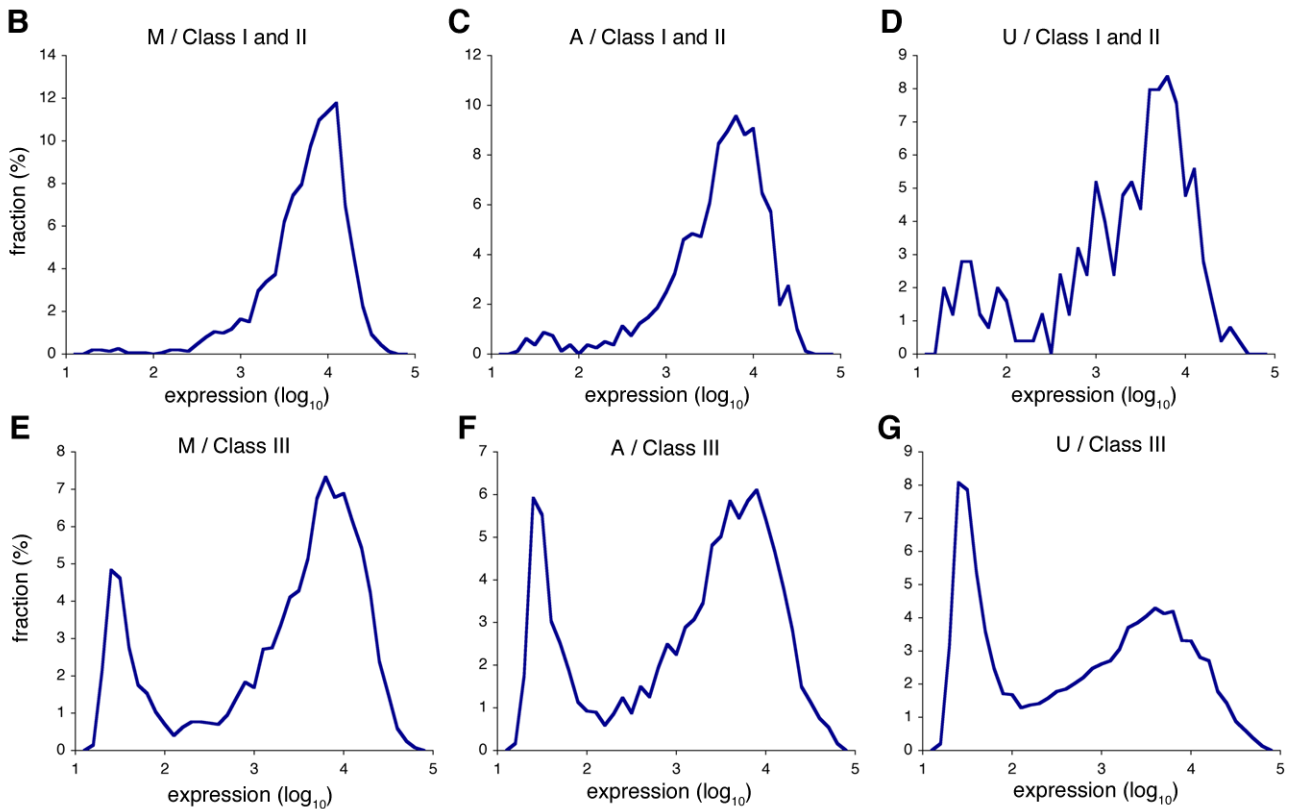 B
M / Class I and II
C
A / Class I and II
D
U / Class I and II
fraction (%)
14
12
10
8
6
4
2
0
1 2 3 4 5
expression (log10)
12
10
8
6
4
2
0
1 2 3 4 5
expression (log10)
9
8
7
6
5
4
3
2
1
0
1 2 3 4 5
expression (log10)
E
M / Class III
F
A / Class III
G
U / Class III
fraction (%)
8
7
6
5
4
3
2
1
0
1 2 3 4 5
expression (log10)
7
6
5
4
3
2
1
0
1 2 3 4 5
expression (log10)
9
8
7
6
5
4
3
2
1
0
1 2 3 4 5
expression (log10)